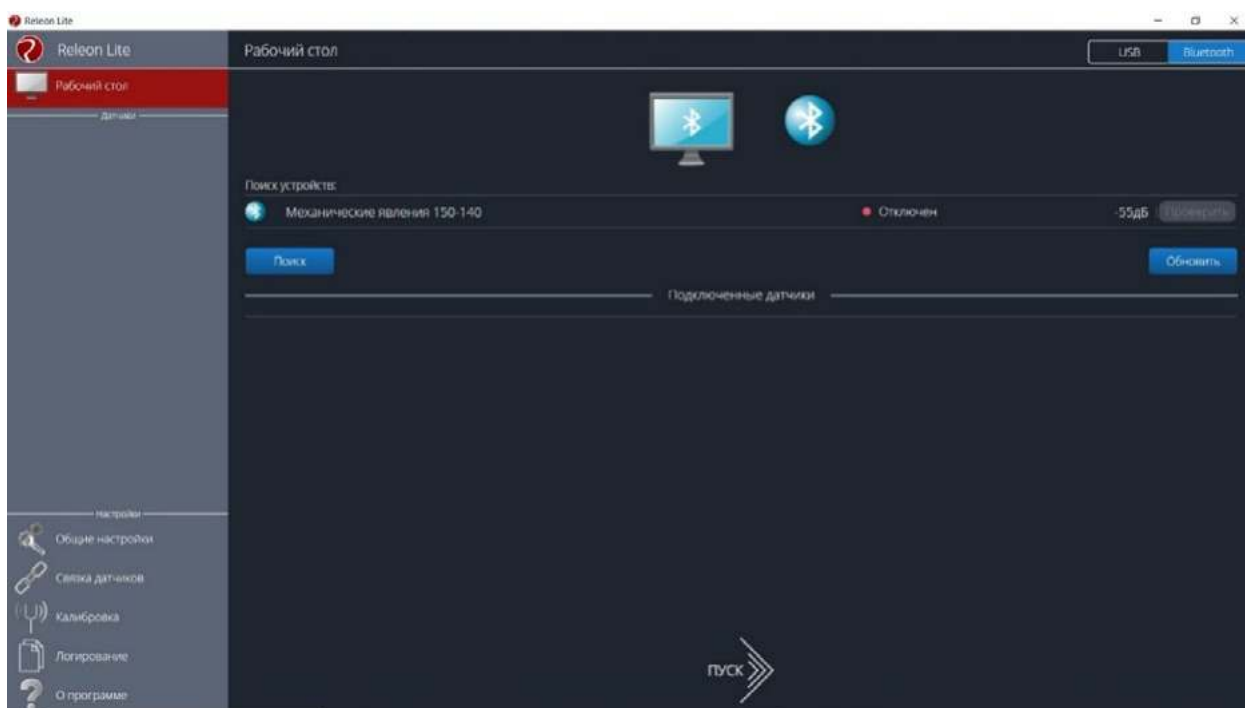 Releon Lite
Releon Lite
Рабочий стол
USB
Bluetooth
Рабочий стол
Датчики
Поиск устройств:
Механические явления 150-140
Отключен
-55дБ
Проверить
Поиск
Обновить
Подключенные датчики
Настройки
Общие настройки
Связка датчиков
Калибровка
Логирование
О программе
ПУСК